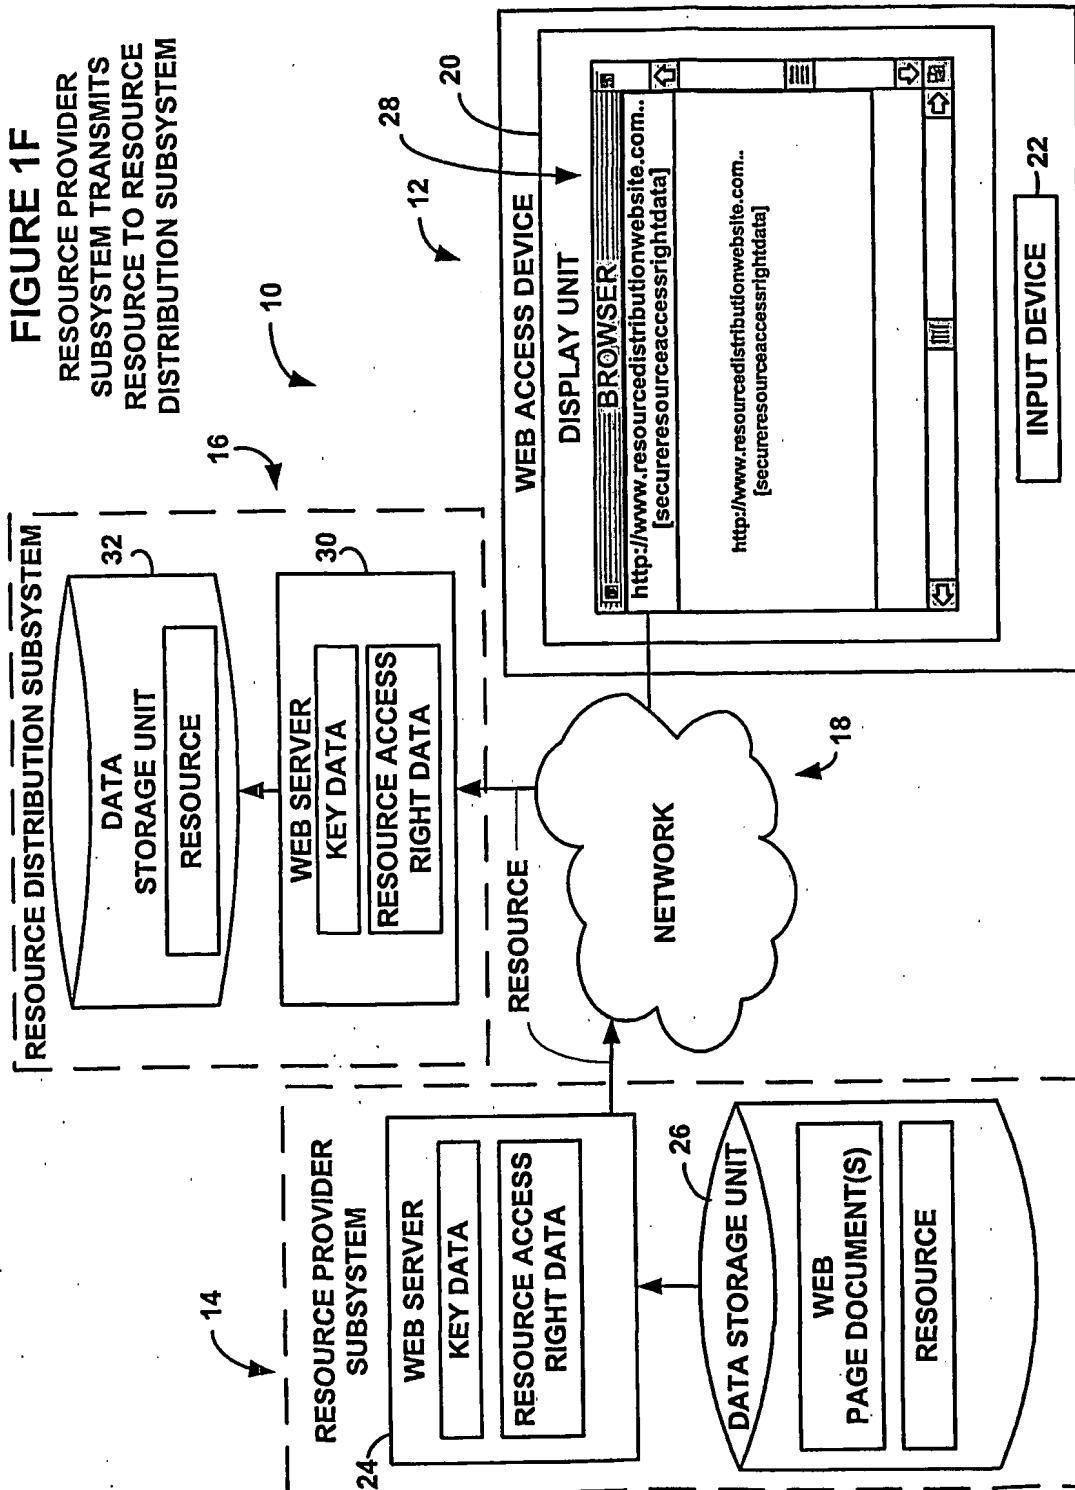 FIGURE 1F
RESOURCE PROVIDER
SUBSYSTEM TRANSMITS
RESOURCE TO RESOURCE
DISTRIBUTION SUBSYSTEM
10
12
16
RESOURCE DISTRIBUTION SUBSYSTEM
32
DATA
STORAGE UNIT
RESOURCE
30
WEB SERVER
KEY DATA
RESOURCE ACCESS
RIGHT DATA
14
RESOURCE PROVIDER
SUBSYSTEM
24
WEB SERVER
KEY DATA
RESOURCE ACCESS
RIGHT DATA
26
DATA STORAGE UNIT
WEB
PAGE DOCUMENT(S)
RESOURCE
RESOURCE
NETWORK
18
WEB ACCESS DEVICE
20
DISPLAY UNIT
28
BROWSER
http://www.resourcedistributionwebsite.com..
[secureresourceaccessrightdata]
http://www.resourcedistributionwebsite.com..
[secureresourceaccessrightdata]
INPUT DEVICE
22